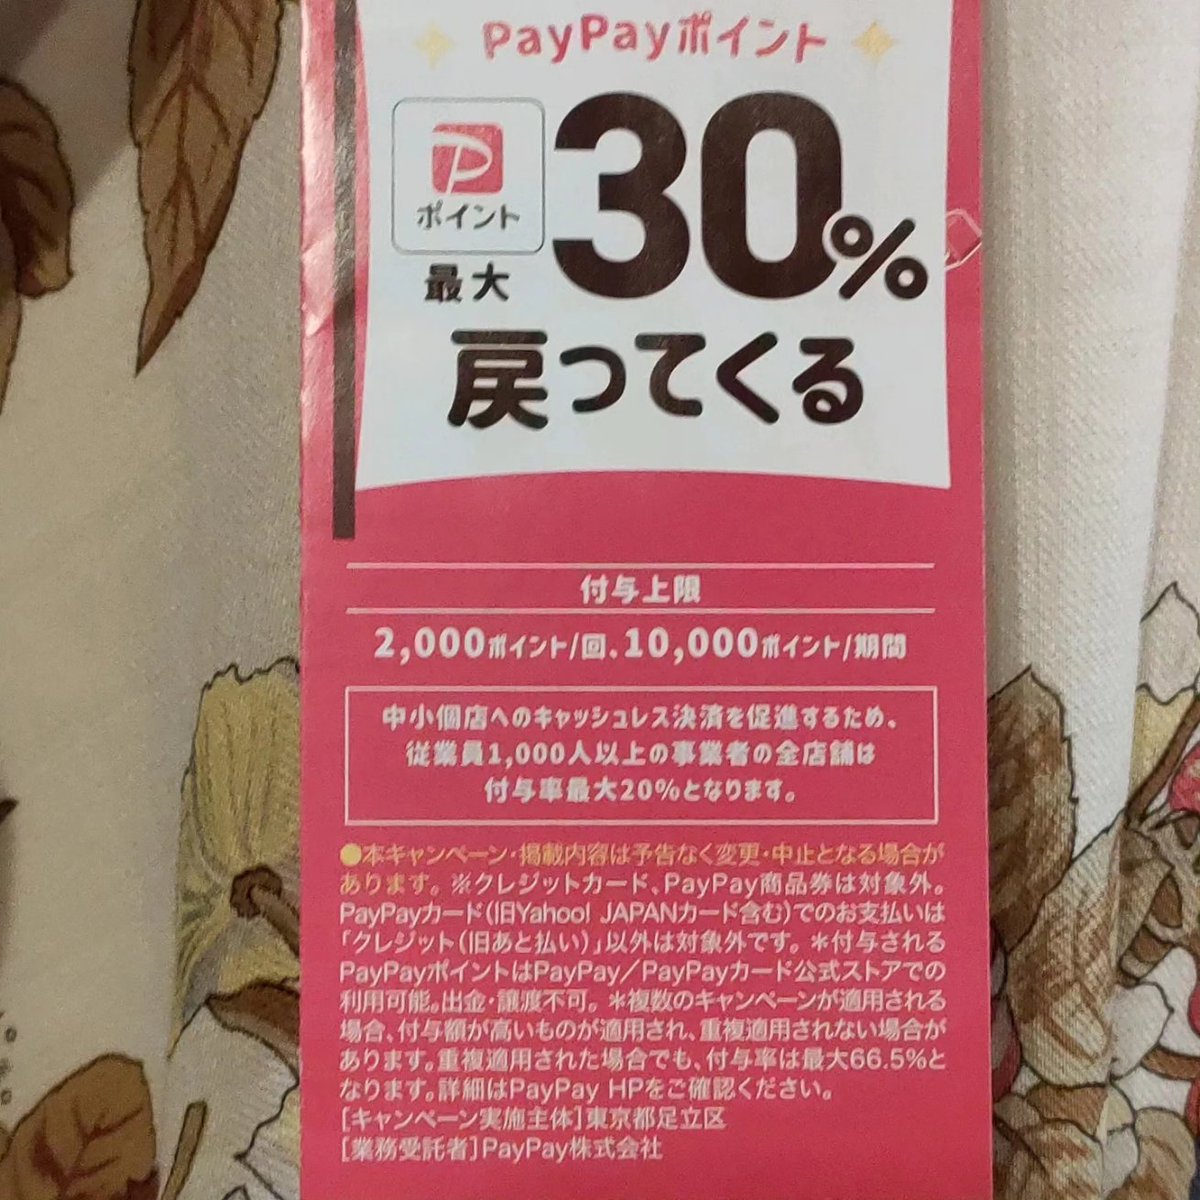 PayPayポイント
P
ポイント
最大
30%
戻ってくる
付与上限
2,000ポイント/回、10,000ポイント/期間
中小個店へのキャッシュレス決済を促進するため、
従業員1,000人以上の事業者の全店舗は
付与率最大20%となります。
●本キャンペーン・掲載内容は予告なく変更・中止となる場合が
あります。※クレジットカード、PayPay商品券は対象外。
PayPayカード(旧Yahoo! JAPANカード含む)でのお支払いは
「クレジット(旧あと払い)」以外は対象外です。＊付与される
PayPayポイントはPayPay／PayPayカード公式ストアでの
利用可能。出金・譲渡不可。＊複数のキャンペーンが適用される
場合、付与額が高いものが適用され、重複適用されない場合が
あります。重複適用された場合でも、付与率は最大66.5%と
なります。詳細はPayPay HPをご確認ください。
[キャンペーン実施主体]東京都足立区
[業務受託者]PayPay株式会社